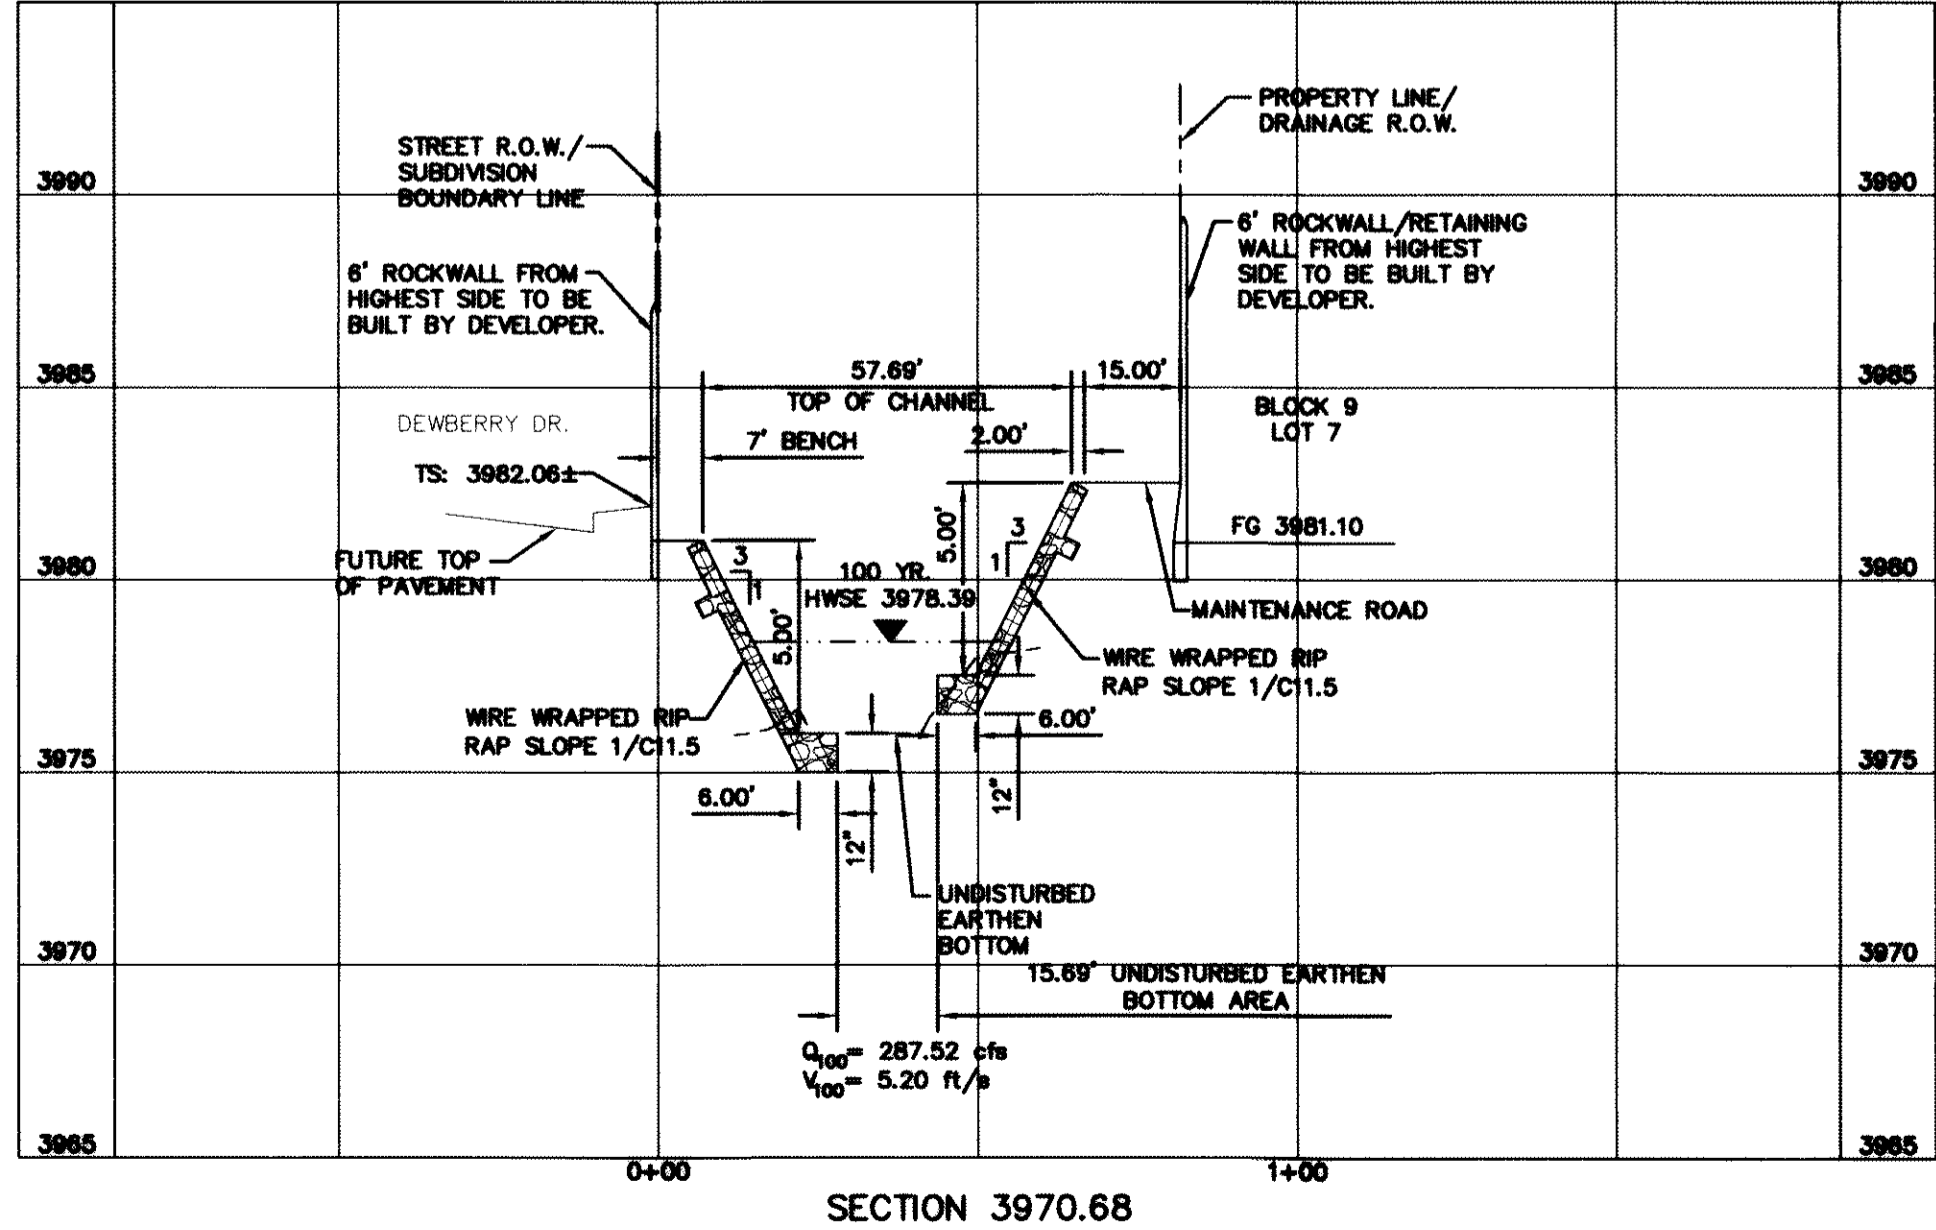 PROPERTY LINE/
DRAINAGE R.O.W.
STREET R.O.W./
SUBDIVISION
BOUNDARY LINE
3990
3990
6' ROCKWALL/RETAINING
WALL FROM HIGHEST
SIDE TO BE BUILT BY
DEVELOPER.
6' ROCKWALL FROM
HIGHEST SIDE TO BE
BUILT BY DEVELOPER.
3985
57.69'
15.00'
3985
TOP OF CHANNEL
BLOCK 9
LOT 7
DEWBERRY DR.
7' BENCH
2.00'
TS: 3982.06±
5.00'
3
1
FG 3981.10
FUTURE TOP
OF PAVEMENT
3980
3
1
100 YR.
HWSE 3978.39
3980
MAINTENANCE ROAD
5.00'
WIRE WRAPPED RIP
RAP SLOPE 1/C11.5
WIRE WRAPPED RIP
RAP SLOPE 1/C11.5
6.00'
3975
3975
6.00'
12"
12"
UNDISTURBED
EARTHEN
BOTTOM
3970
3970
15.69' UNDISTURBED EARTHEN
BOTTOM AREA
Q100= 287.52 cfs
V100= 5.20 ft/s
3965
3965
0+00
1+00
SECTION 3970.68